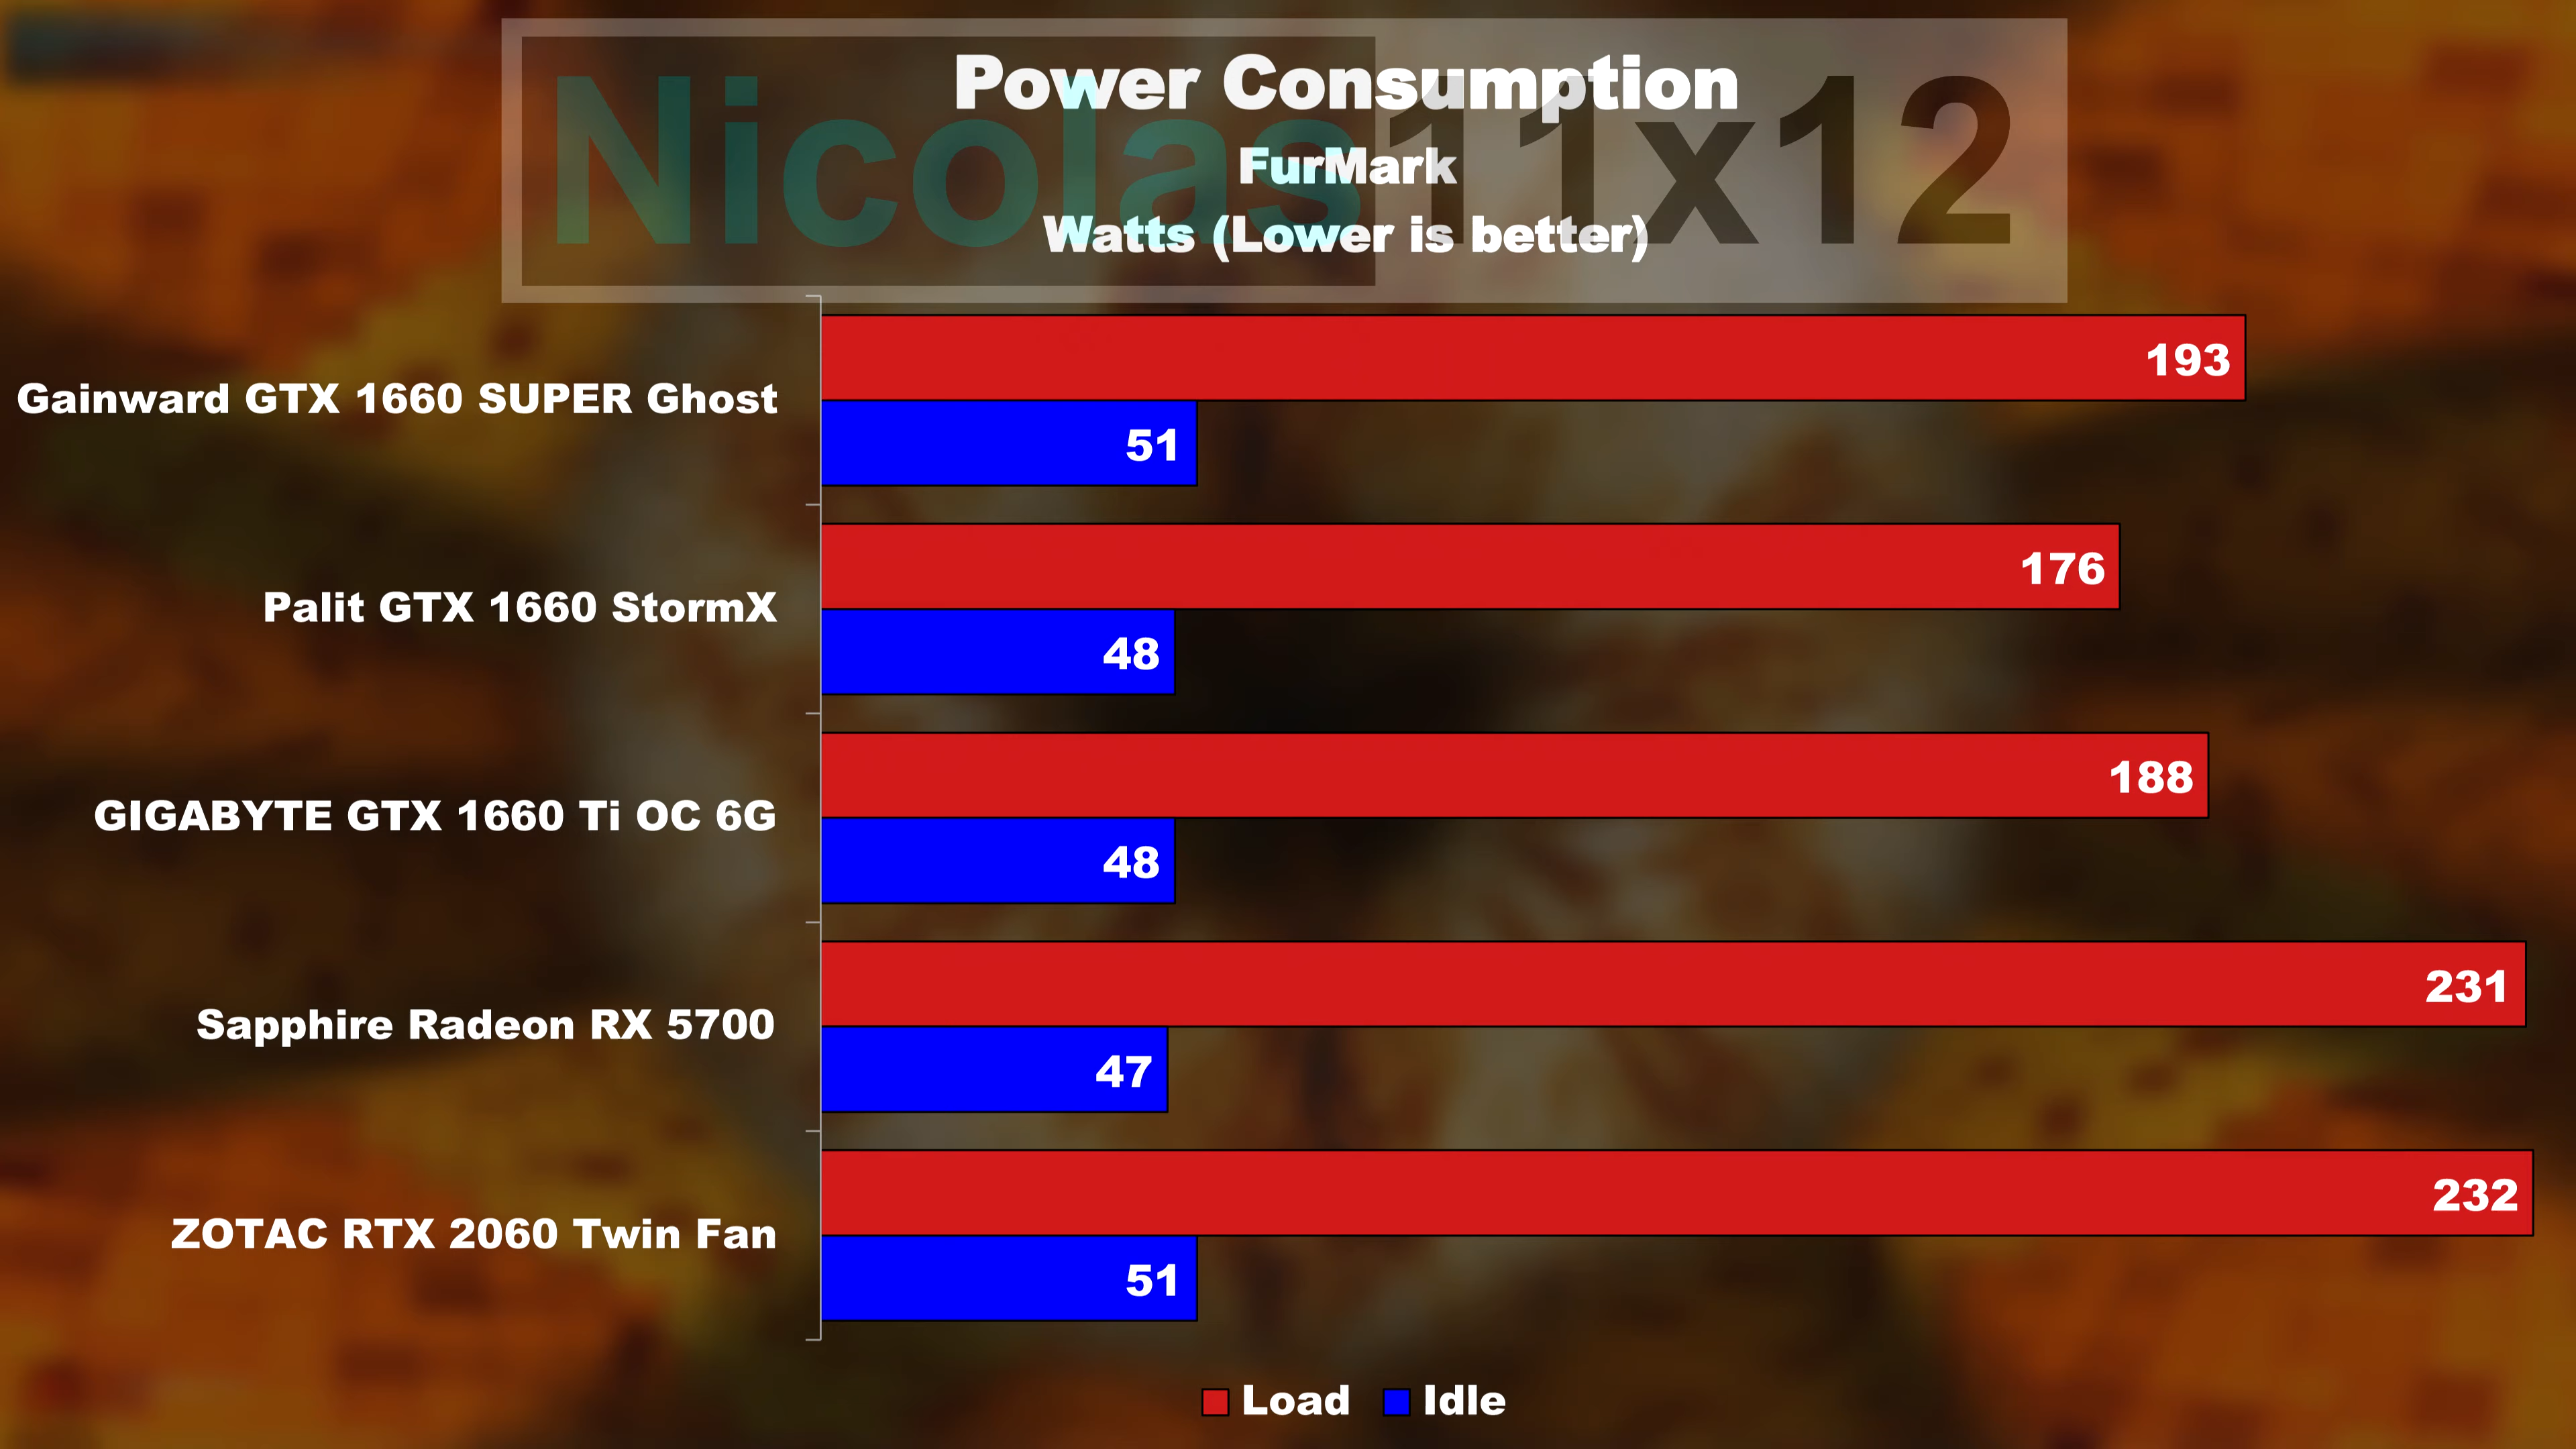 Nicolas11x12
Power Consumption
FurMark
Watts (Lower is better)
Gainward GTX 1660 SUPER Ghost
193
51
Palit GTX 1660 StormX
176
48
GIGABYTE GTX 1660 Ti OC 6G
188
48
Sapphire Radeon RX 5700
231
47
ZOTAC RTX 2060 Twin Fan
232
51
Load Idle